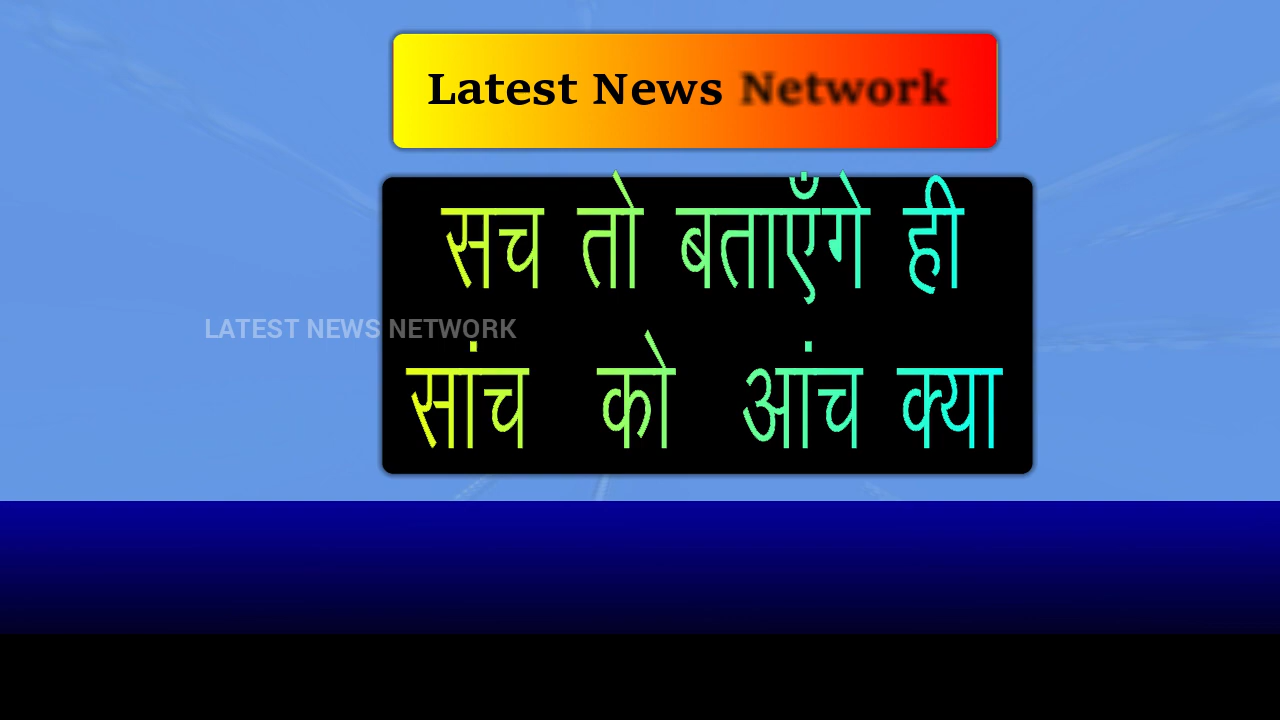 Latest News Network
सच तो बताएँगे ही
LATEST NEWS NETWORK
सांच को आंच क्या